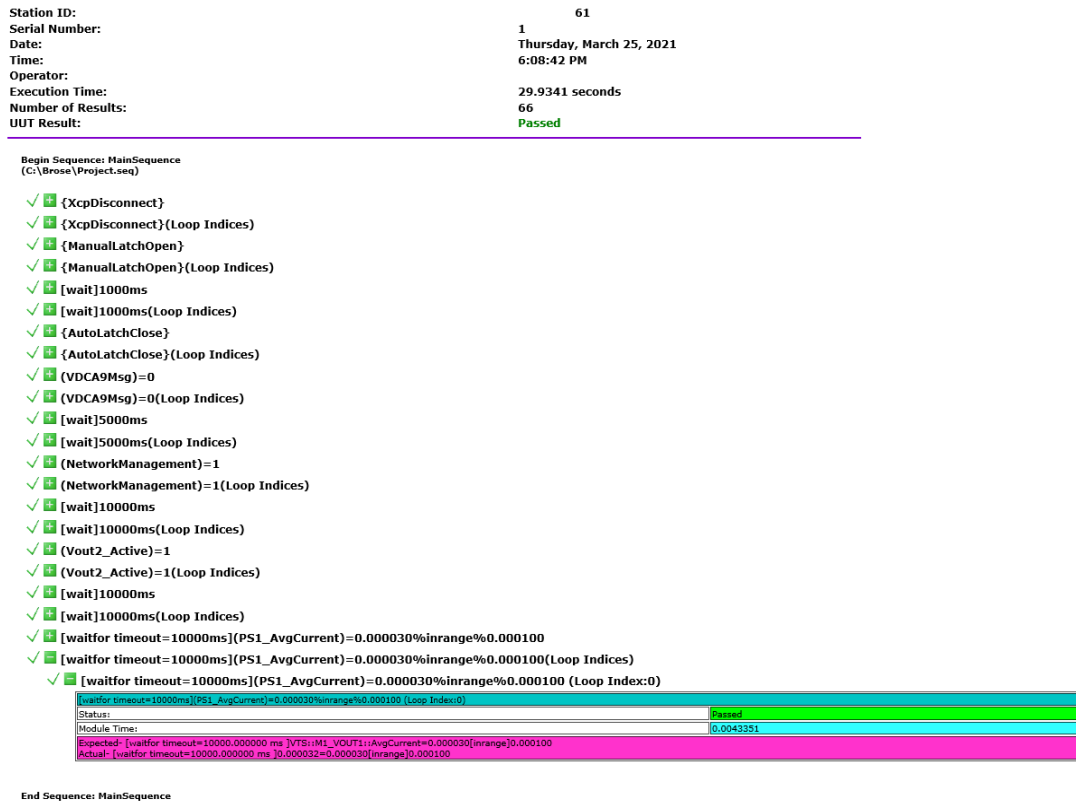 Station ID: 61
Serial Number: 1
Date: Thursday, March 25, 2021
Time: 6:08:42 PM
Operator:
Execution Time: 29.9341 seconds
Number of Results: 66
UUT Result: Passed
Begin Sequence: MainSequence
(C:\Brose\Project.seq)
{XcpDisconnect}
{XcpDisconnect}(Loop Indices)
{ManualLatchOpen}
{ManualLatchOpen}(Loop Indices)
[wait]1000ms
[wait]1000ms(Loop Indices)
{AutoLatchClose}
{AutoLatchClose}(Loop Indices)
(VDCA9Msg)=0
(VDCA9Msg)=0(Loop Indices)
[wait]5000ms
[wait]5000ms(Loop Indices)
(NetworkManagement)=1
(NetworkManagement)=1(Loop Indices)
[wait]10000ms
[wait]10000ms(Loop Indices)
(Vout2_Active)=1
(Vout2_Active)=1(Loop Indices)
[wait]10000ms
[wait]10000ms(Loop Indices)
[waitfor timeout=10000ms](PS1_AvgCurrent)=0.000030%inrange%0.000100
[waitfor timeout=10000ms](PS1_AvgCurrent)=0.000030%inrange%0.000100(Loop Indices)
[waitfor timeout=10000ms](PS1_AvgCurrent)=0.000030%inrange%0.000100 (Loop Index:0)
[waitfor timeout=10000ms](PS1_AvgCurrent)=0.000030%inrange%0.000100 (Loop Index:0)
Status: Passed
Module Time: 0.0043351
Expected- [waitfor timeout=10000.000000 ms ]VTS::M1_VOUT1::AvgCurrent=0.000030[inrange]0.000100
Actual- [waitfor timeout=10000.000000 ms ]0.000032=0.000030[inrange]0.000100
End Sequence: MainSequence